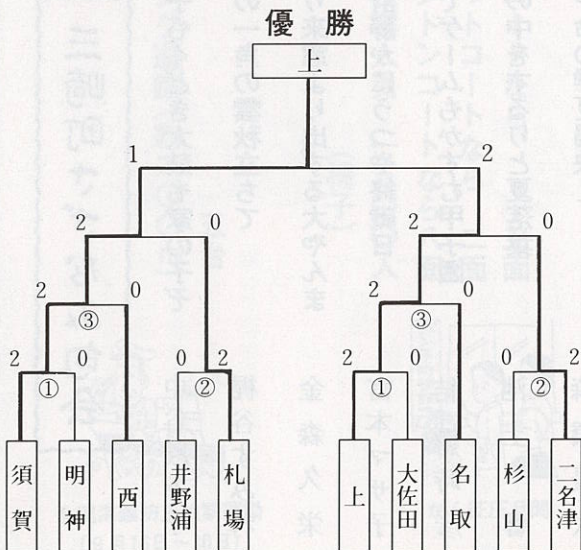 優勝
上
1 2
2 0 2 0
2 0 2 0
③ ③
2 0 0 2 2 0 0 2
① ② ① ②
須賀
明神
西
井野浦
札場
上
大佐田
名取
杉山
二名津